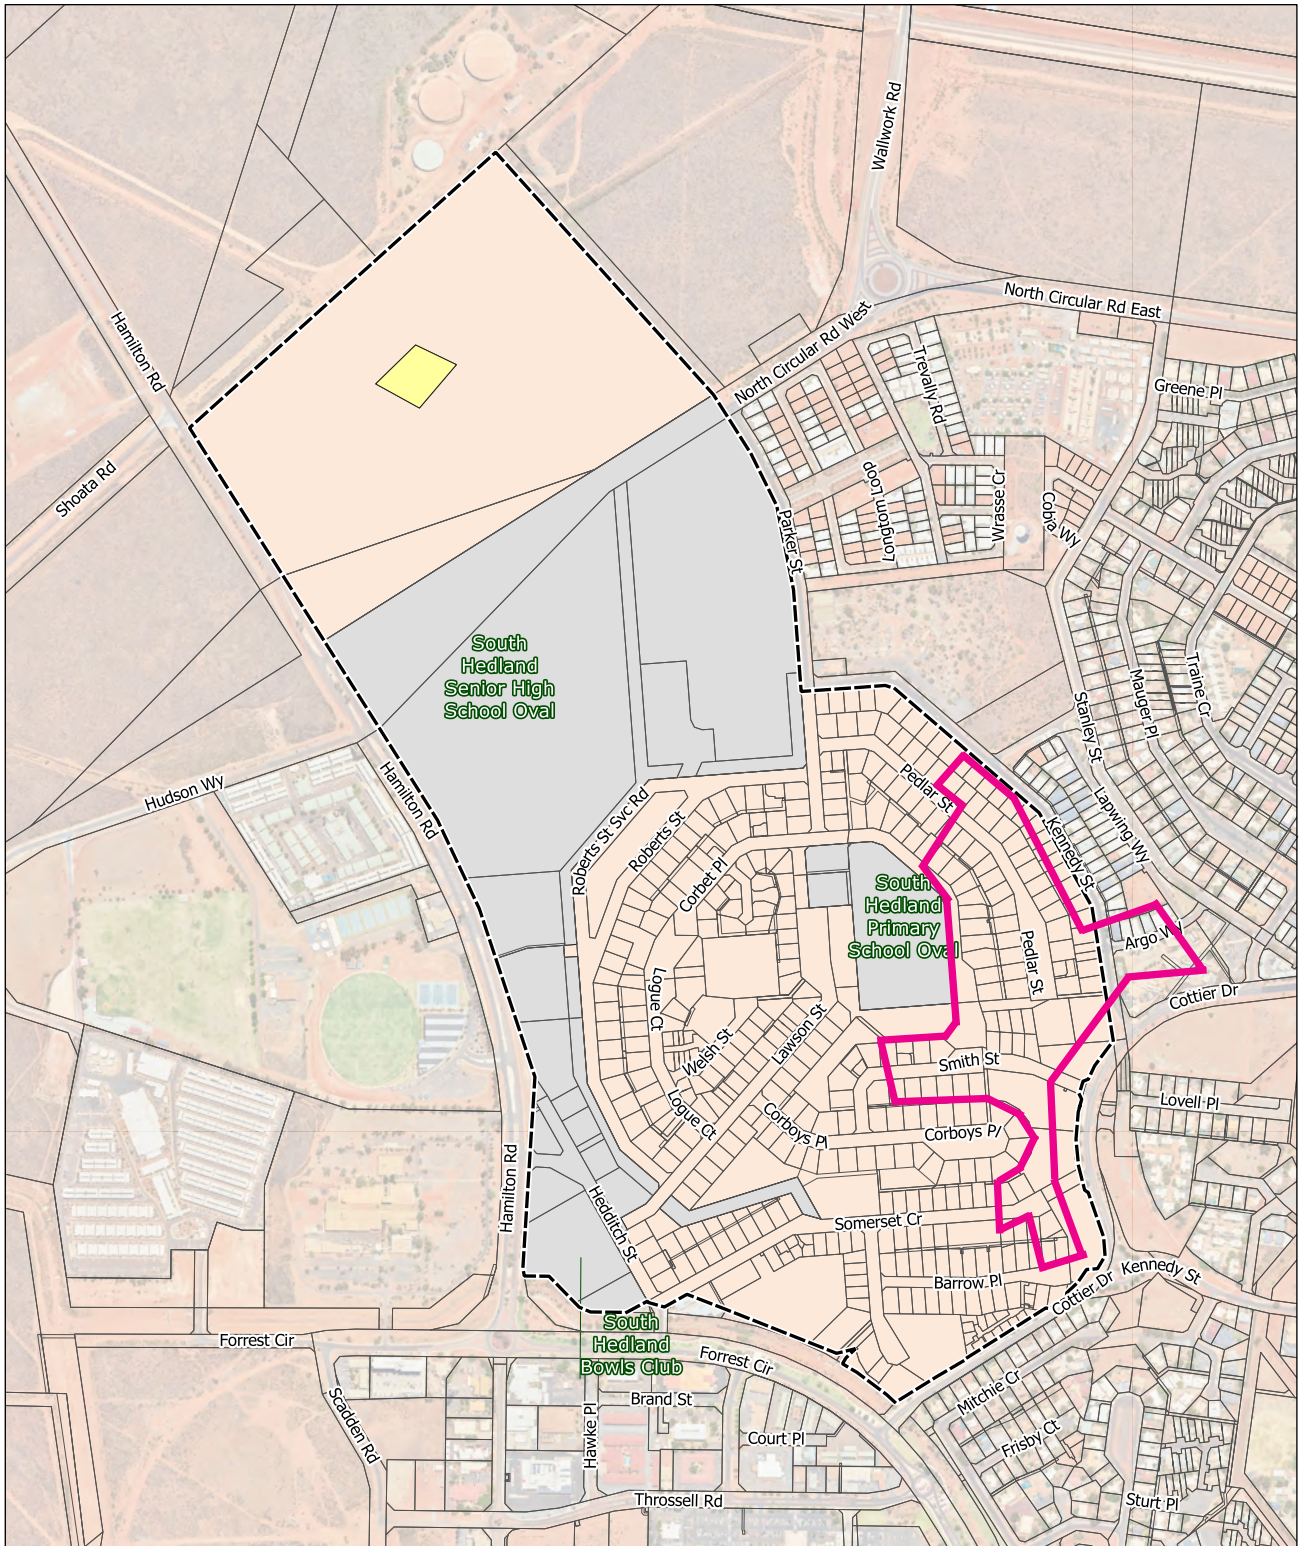 Wallwork Rd
North Circular Rd East
Hamilton Rd
North Circular Rd West
Trevally Rd
Greene Pl
Shoata Rd
Longtom Loop
Wrasse Cr
Cobia Wy
Parker St
South
Hedland
Senior High
School Oval
Traine Cr
Mauger Pl
Stanley St
Hudson Wy
Hamilton Rd
Pedlar St
Lapwing Wy
Roberts St Svc Rd
Roberts St
Kennedy St
Corbet Pl
South
Hedland
Primary
School Oval
Argo Wy
Pedlar St
Logue Ct
Cottier Dr
Lawson St
Welsh St
Smith St
Lovell Pl
Logue Ct
Corboys Pl
Corboys Pl
Hamilton Rd
Hedditch St
Somerset Cr
Kennedy St
Barrow Pl
Cottier Dr
South
Hedland
Bowls Club
Forrest Cir
Forrest Cir
Mitchie Cr
Brand St
Scadden Rd
Hawke Pl
Court Pl
Frisby Ct
Throssell Rd
Sturt Pl